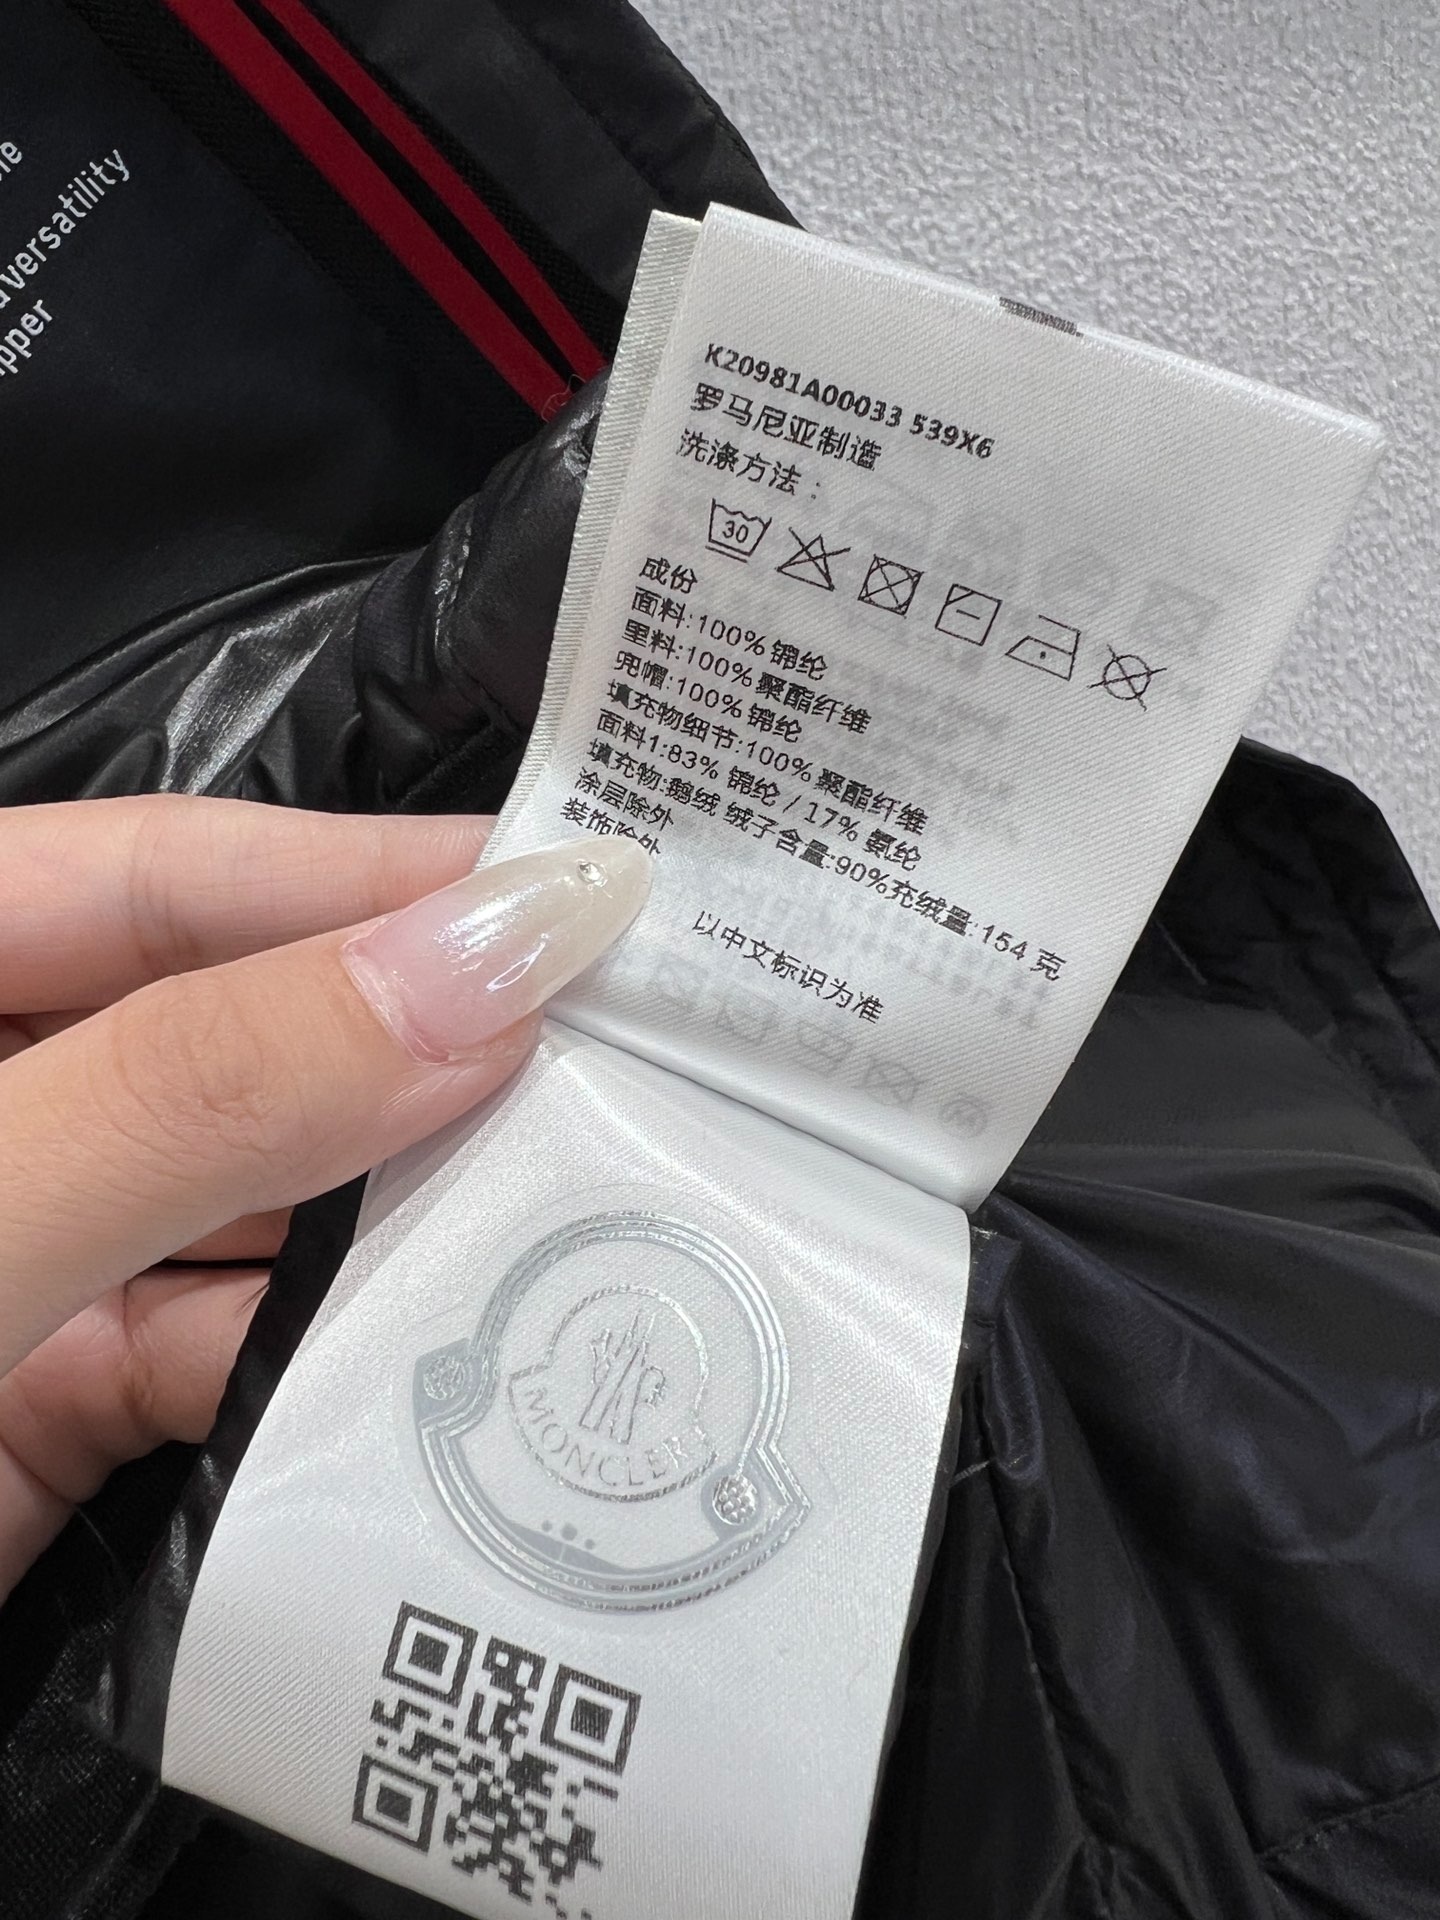 versatility
K20981A00033 539X6
罗马尼亚制造
洗涤方法：
30
成份
面料:100% 锦纶
里料:100% 聚酯纤维
兜帽:100% 锦纶
填充物细节:100% 聚酯纤维
面料1:83% 锦纶 / 17% 氨纶
填充物:鹅绒 绒子含量:90%充绒量:154 克
涂层除外
装饰除外
以中文标识为准
MONCLER